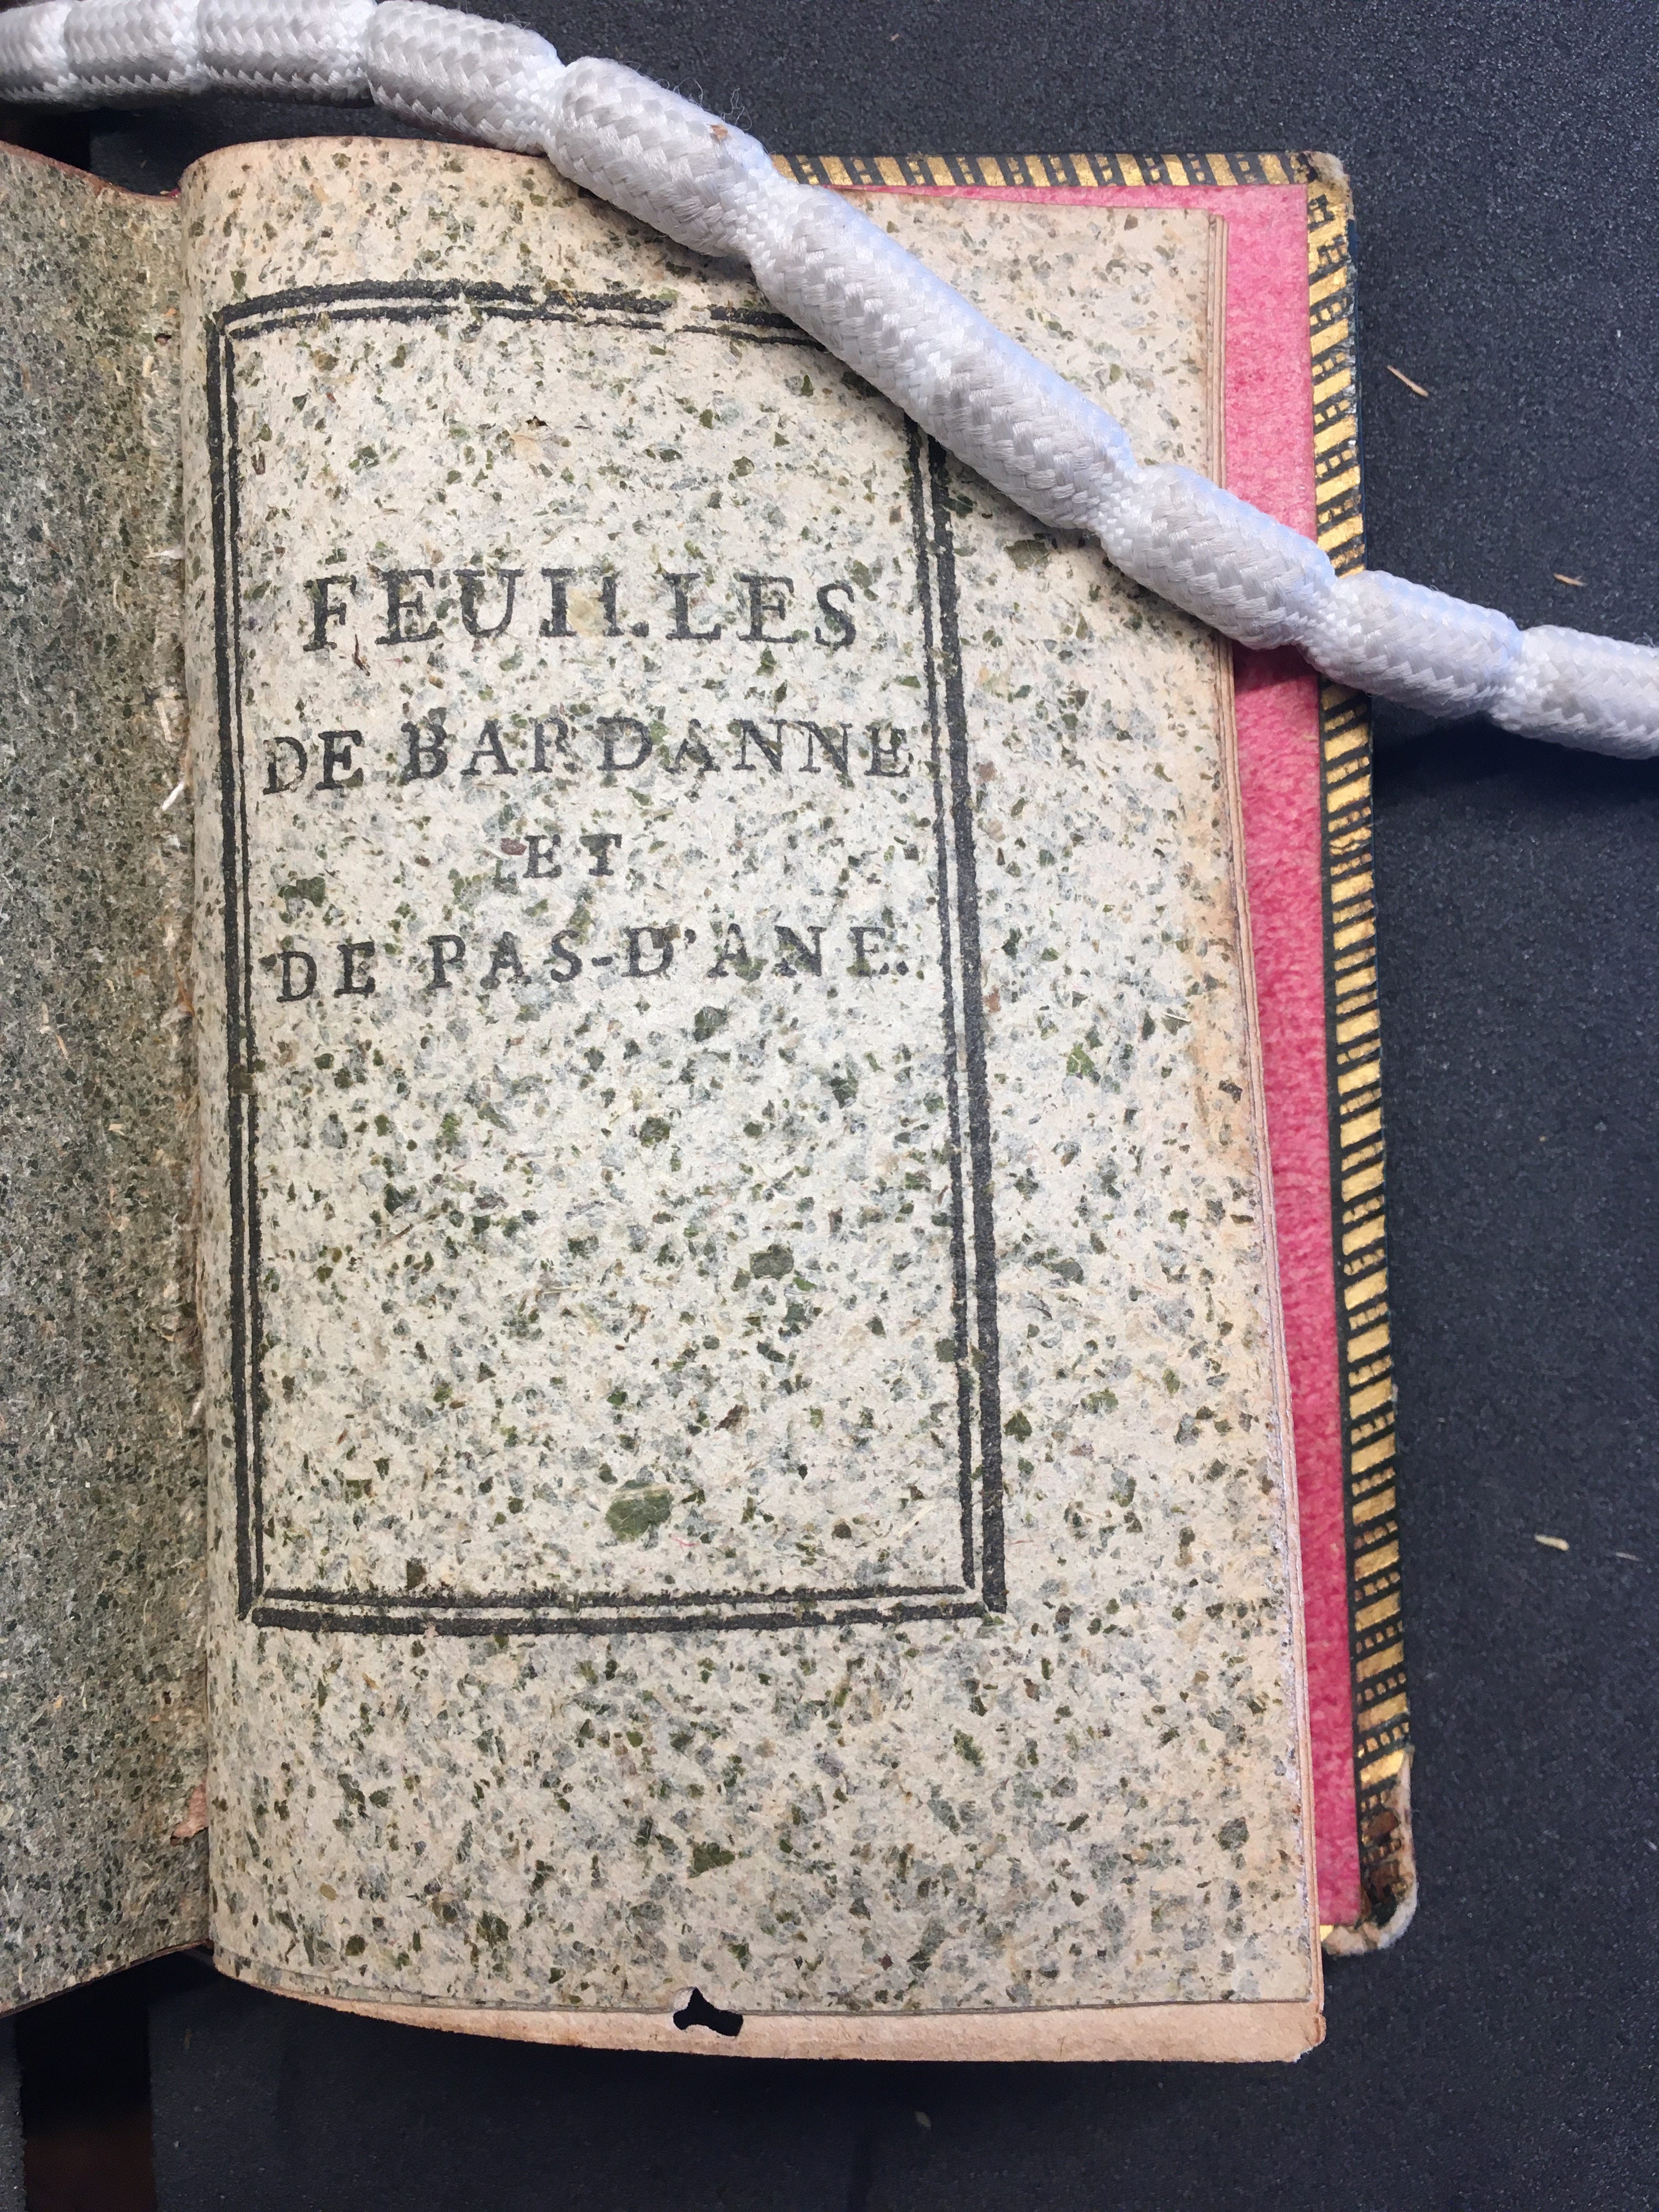 FEUILLES
DE BARDANNE
ET
DE PAS-D'ANE.